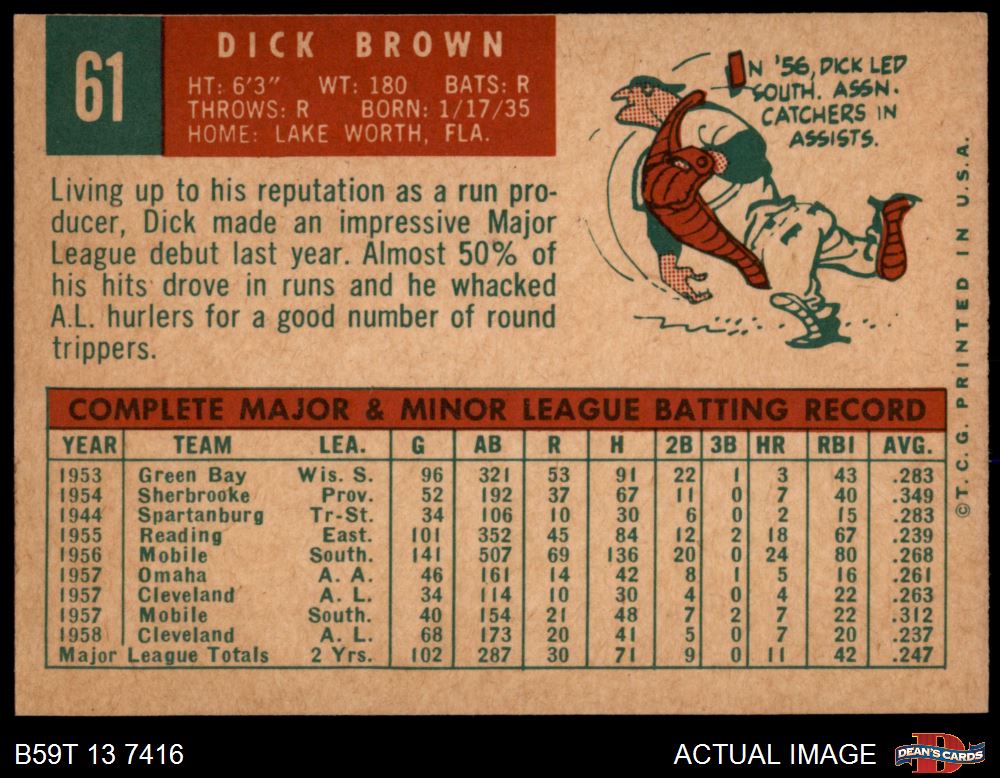 61
DICK BROWN
HT: 6'3" WT: 180 BATS: R
THROWS: R BORN: 1/17/35
HOME: LAKE WORTH, FLA.
IN '56, DICK LED
SOUTH. ASSN.
CATCHERS IN
ASSISTS.
Living up to his reputation as a run pro-
ducer, Dick made an impressive Major
League debut last year. Almost 50% of
his hits drove in runs and he whacked
A.L. hurlers for a good number of round
trippers.
COMPLETE MAJOR & MINOR LEAGUE BATTING RECORD
YEAR TEAM LEA. G AB R H 2B 3B HR RBI AVG.
1953 Green Bay Wis. S. 96 321 53 91 22 1 3 43 .283
1954 Sherbrooke Prov. 52 192 37 67 11 0 7 40 .349
1944 Spartanburg Tr-St. 34 106 10 30 6 0 2 15 .283
1955 Reading East. 101 352 45 84 12 2 18 67 .239
1956 Mobile South. 141 507 69 136 20 0 24 80 .268
1957 Omaha A. A. 46 161 14 42 8 1 5 16 .261
1957 Cleveland A. L. 34 114 10 30 4 0 4 22 .263
1957 Mobile South. 40 154 21 48 7 2 7 22 .312
1958 Cleveland A. L. 68 173 20 41 5 0 7 20 .237
Major League Totals 2 Yrs. 102 287 30 71 9 0 11 42 .247
©T.C.G. PRINTED IN U.S.A.
B59T 13 7416
ACTUAL IMAGE
D
DEAN'S CARDS